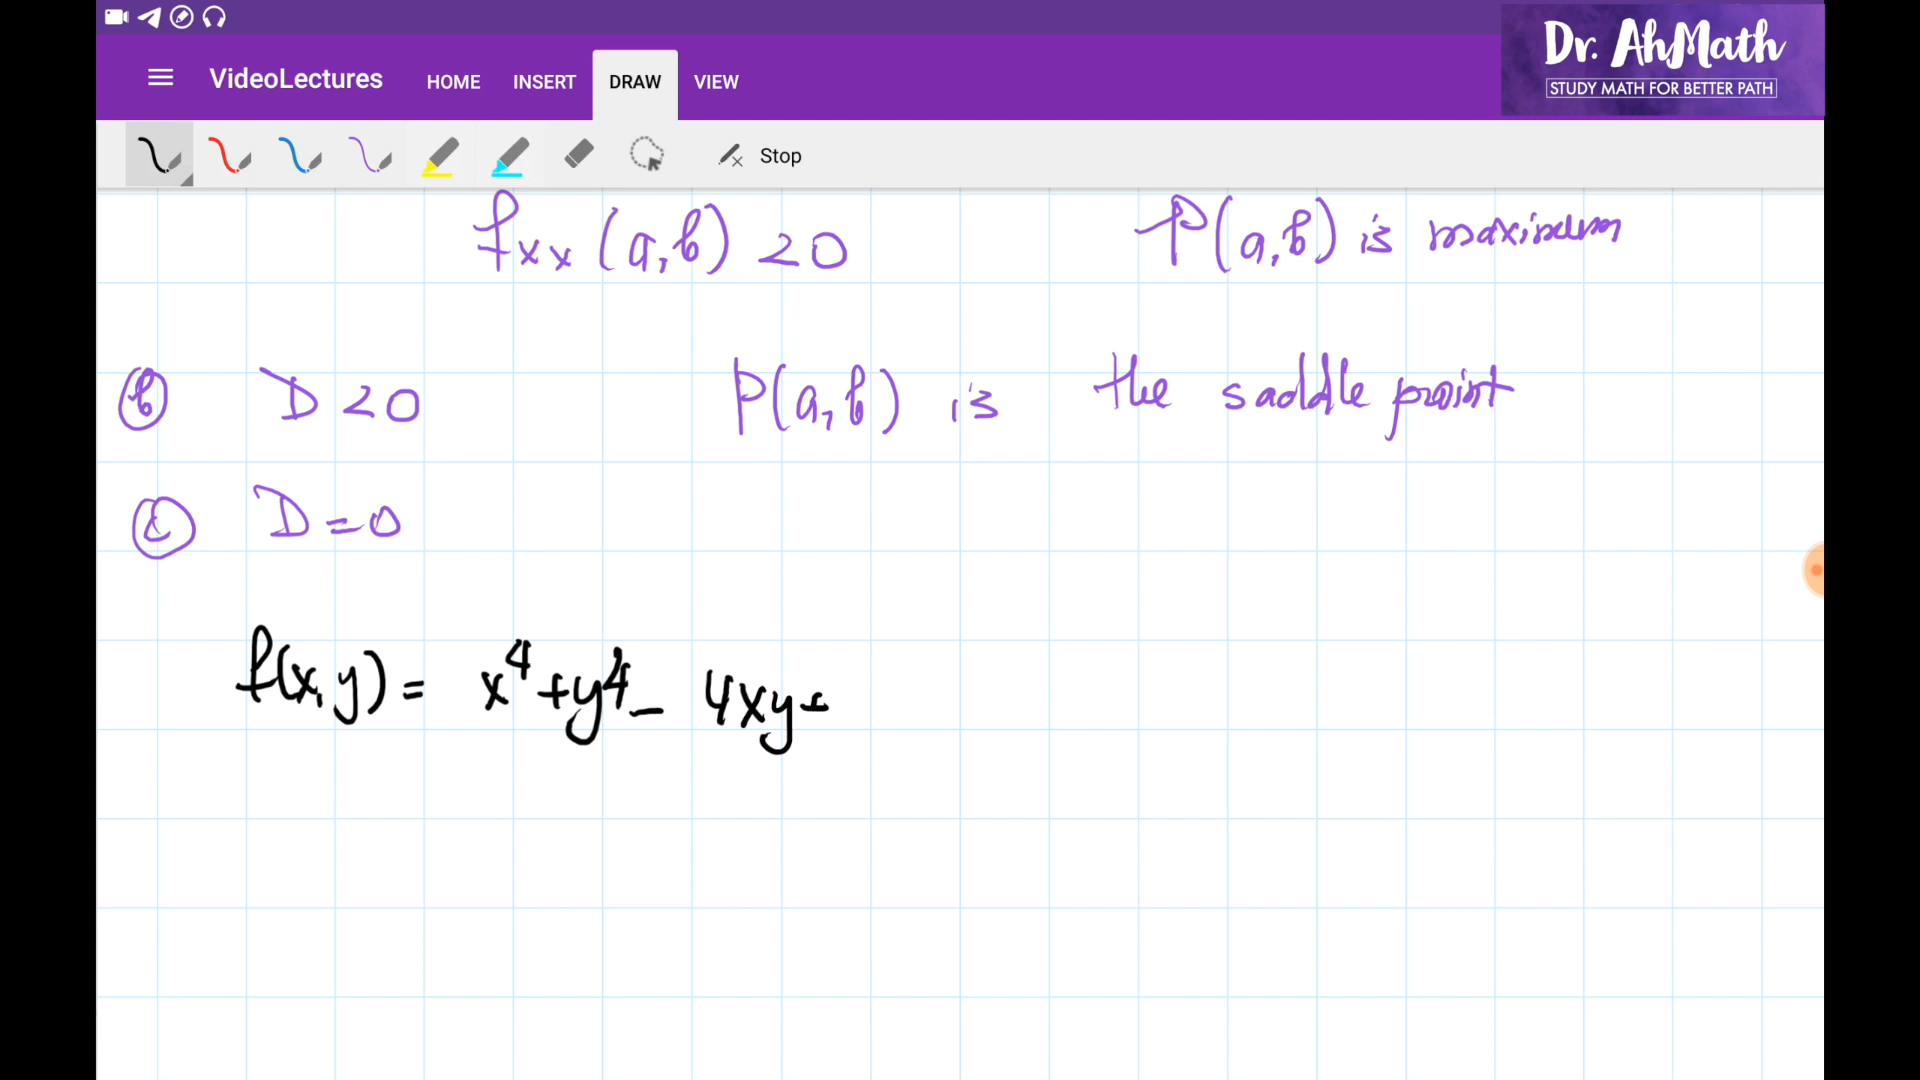 Dr. AhMath
STUDY MATH FOR BETTER PATH
VideoLectures HOME INSERT DRAW VIEW
Stop
fxx (a,b) < 0 P(a,b) is maximum
(b) D < 0 P(a,b) is the saddle point
(c) D = 0
f(x,y) = x⁴+y⁴- 4xy+